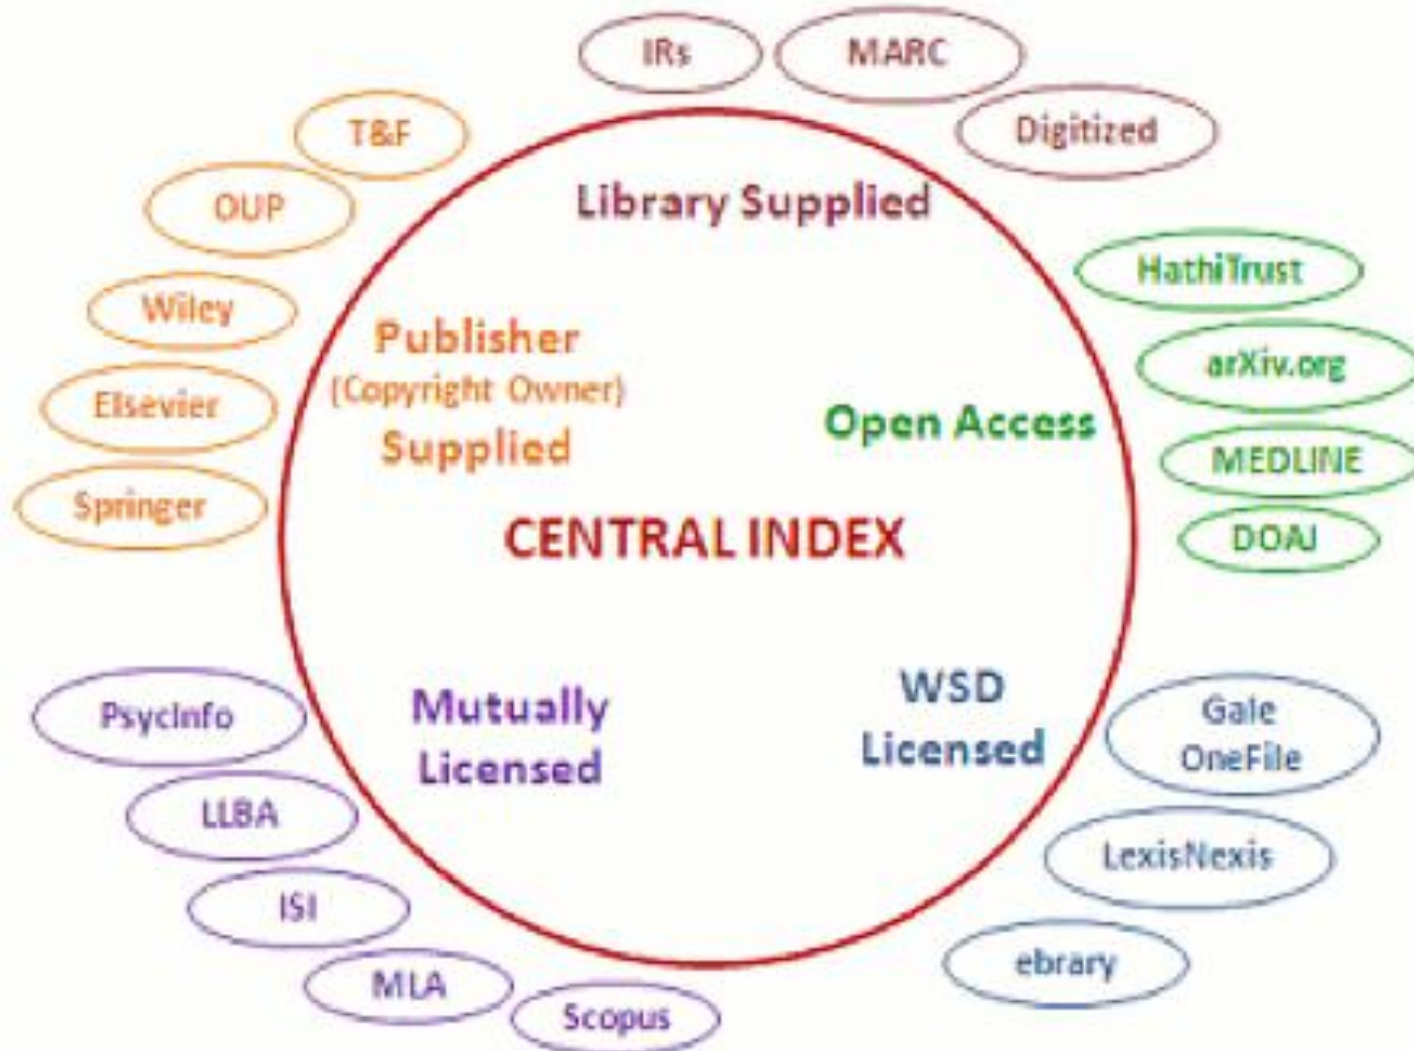 IRs
MARC
Digitized
T&F
OUP
Wiley
Elsevier
Springer
Library Supplied
Publisher
(Copyright Owner)
Supplied
Open Access
HathiTrust
arXiv.org
MEDLINE
DOAJ
CENTRAL INDEX
Mutually
Licensed
WSD
Licensed
PsycInfo
LLBA
ISI
MLA
Scopus
Gale
OneFile
LexisNexis
ebrary